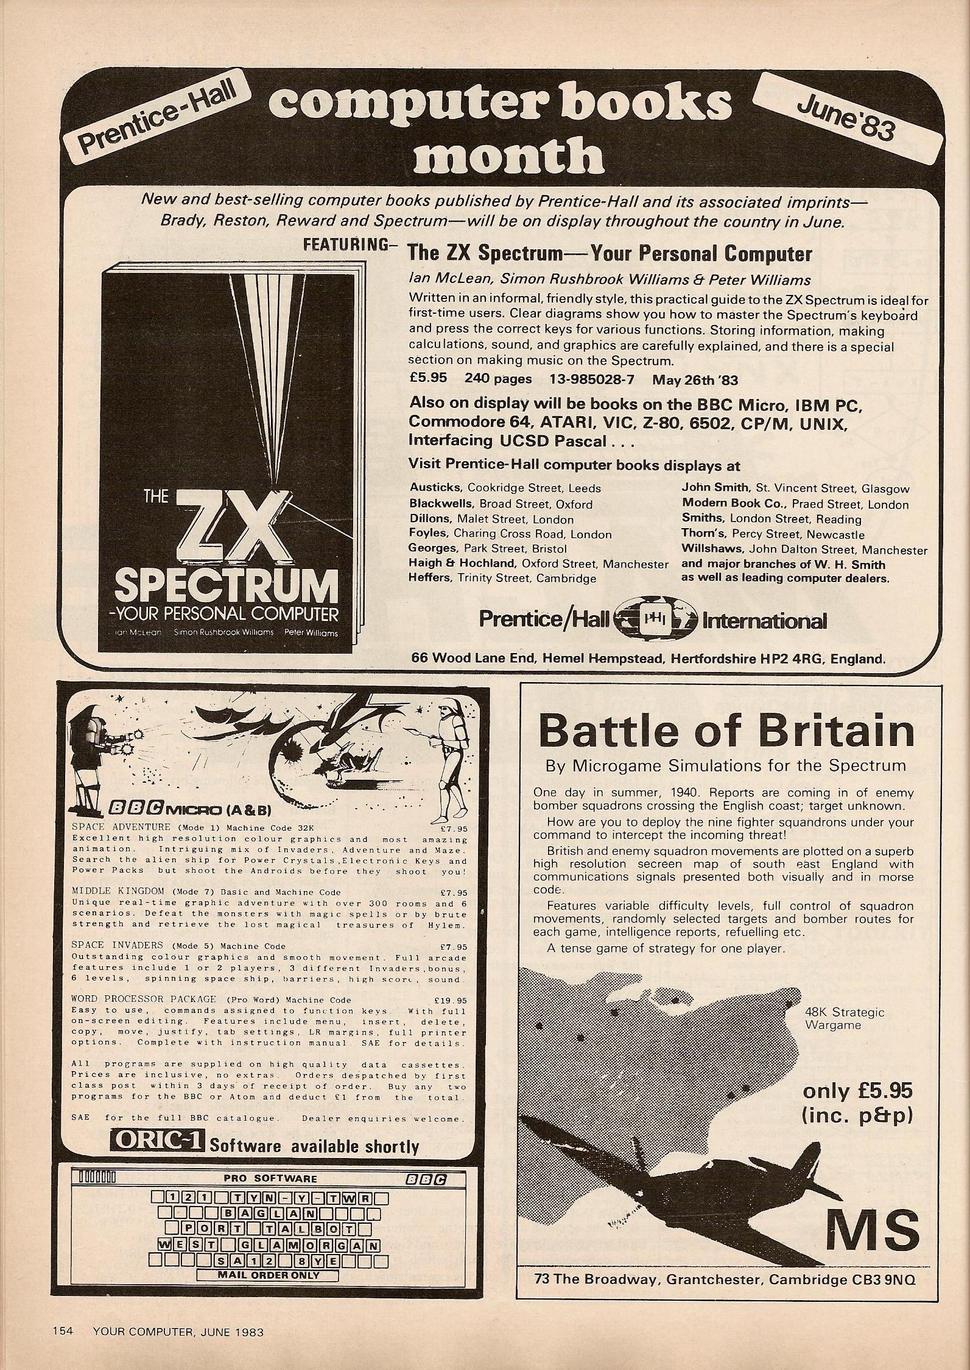 Prentice-Hall
computer books
month
June '83
New and best-selling computer books published by Prentice-Hall and its associated imprints—
Brady, Reston, Reward and Spectrum—will be on display throughout the country in June.
FEATURING–
The ZX Spectrum—Your Personal Computer
Ian McLean, Simon Rushbrook Williams & Peter Williams
Written in an informal, friendly style, this practical guide to the ZX Spectrum is ideal for
first-time users. Clear diagrams show you how to master the Spectrum's keyboard
and press the correct keys for various functions. Storing information, making
calculations, sound, and graphics are carefully explained, and there is a special
section on making music on the Spectrum.
£5.95 240 pages 13-985028-7 May 26th '83
Also on display will be books on the BBC Micro, IBM PC,
Commodore 64, ATARI, VIC, Z-80, 6502, CP/M, UNIX,
Interfacing UCSD Pascal . . .
Visit Prentice-Hall computer books displays at
Austicks, Cookridge Street, Leeds
Blackwells, Broad Street, Oxford
Dillons, Malet Street, London
Foyles, Charing Cross Road, London
Georges, Park Street, Bristol
Haigh & Hochland, Oxford Street, Manchester
Heffers, Trinity Street, Cambridge
John Smith, St. Vincent Street, Glasgow
Modern Book Co., Praed Street, London
Smiths, London Street, Reading
Thorn's, Percy Street, Newcastle
Willshaws, John Dalton Street, Manchester
and major branches of W. H. Smith
as well as leading computer dealers.
THE ZX
SPECTRUM
-YOUR PERSONAL COMPUTER
Ian McLean Simon Rushbrook Williams Peter Williams
Prentice/Hall PHI International
66 Wood Lane End, Hemel Hempstead, Hertfordshire HP2 4RG, England.
BBC MICRO (A & B)
SPACE ADVENTURE (Mode 1) Machine Code 32K £7.95
Excellent high resolution colour graphics and most amazing
animation. Intriguing mix of Invaders, Adventure and Maze.
Search the alien ship for Power Crystals, Electronic Keys and
Power Packs but shoot the Androids before they shoot you!
MIDDLE KINGDOM (Mode 7) Basic and Machine Code £7.95
Unique real-time graphic adventure with over 300 rooms and 6
scenarios. Defeat the monsters with magic spells or by brute
strength and retrieve the lost magical treasures of Hylem.
SPACE INVADERS (Mode 5) Machine Code £7.95
Outstanding colour graphics and smooth movement. Full arcade
features include 1 or 2 players, 3 different Invaders, bonus,
6 levels, spinning space ship, barriers, high score, sound.
WORD PROCESSOR PACKAGE (Pro Word) Machine Code £19.95
Easy to use, commands assigned to function keys. With full
on-screen editing. Features include menu, insert, delete,
copy, move, justify, tab settings, LR margins, full printer
options. Complete with instruction manual. SAE for details.
All programs are supplied on high quality data cassettes.
Prices are inclusive, no extras. Orders despatched by first
class post within 3 days of receipt of order. Buy any two
programs for the BBC or Atom and deduct £1 from the total.
SAE for the full BBC catalogue. Dealer enquiries welcome.
ORIC-1 Software available shortly
PRO SOFTWARE BBC
121 TYN-Y-TWR
BAGLAN
PORT TALBOT
WEST GLAMORGAN
SA12 8YE
MAIL ORDER ONLY
Battle of Britain
By Microgame Simulations for the Spectrum
One day in summer, 1940. Reports are coming in of enemy
bomber squadrons crossing the English coast; target unknown.
How are you to deploy the nine fighter squandrons under your
command to intercept the incoming threat!
British and enemy squadron movements are plotted on a superb
high resolution secreen map of south east England with
communications signals presented both visually and in morse
code.
Features variable difficulty levels, full control of squadron
movements, randomly selected targets and bomber routes for
each game, intelligence reports, refuelling etc.
A tense game of strategy for one player.
48K Strategic
Wargame
only £5.95
(inc. p&p)
MS
73 The Broadway, Grantchester, Cambridge CB3 9NQ
154 YOUR COMPUTER, JUNE 1983